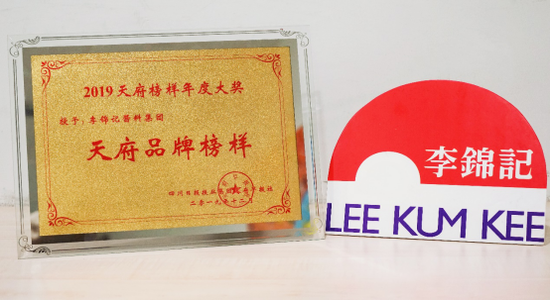 2019天府榜样年度大奖
授予：李锦记酱料集团
天府品牌榜样
二零一九年十二月
李錦記
LEE KUM KEE